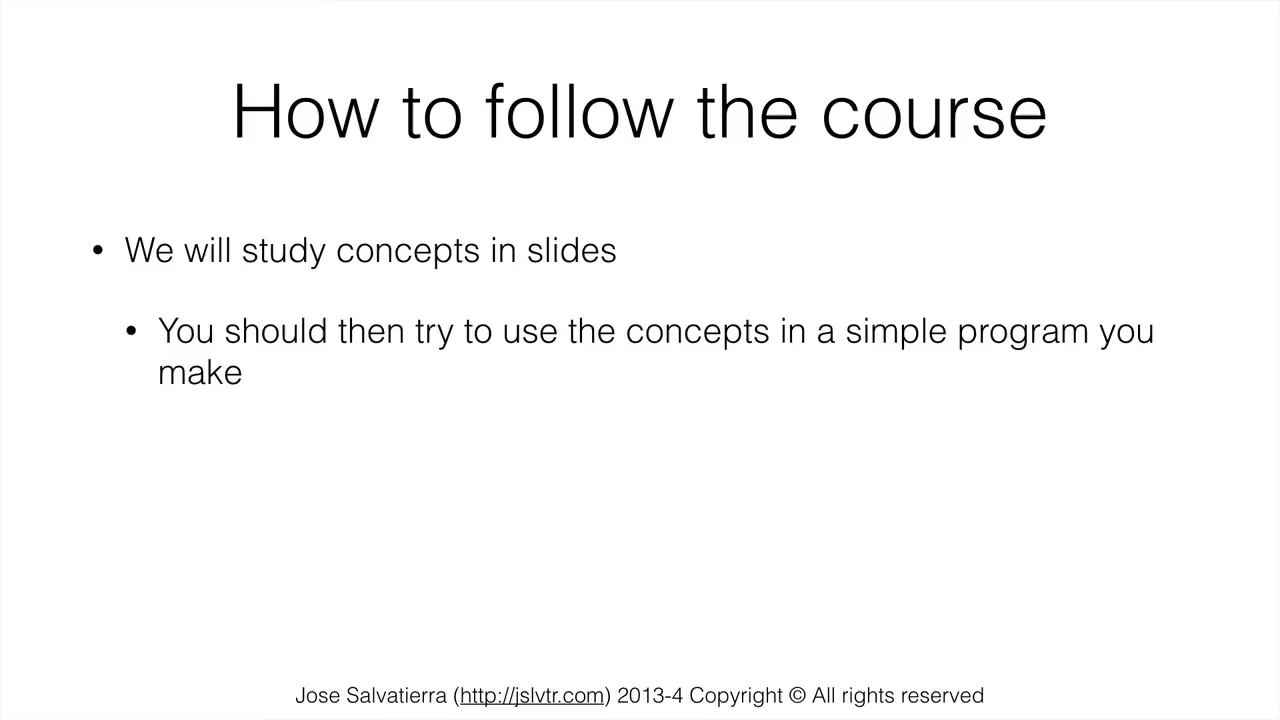 How to follow the course
• We will study concepts in slides
• You should then try to use the concepts in a simple program you
make
Jose Salvatierra (http://jslvtr.com) 2013-4 Copyright © All rights reserved